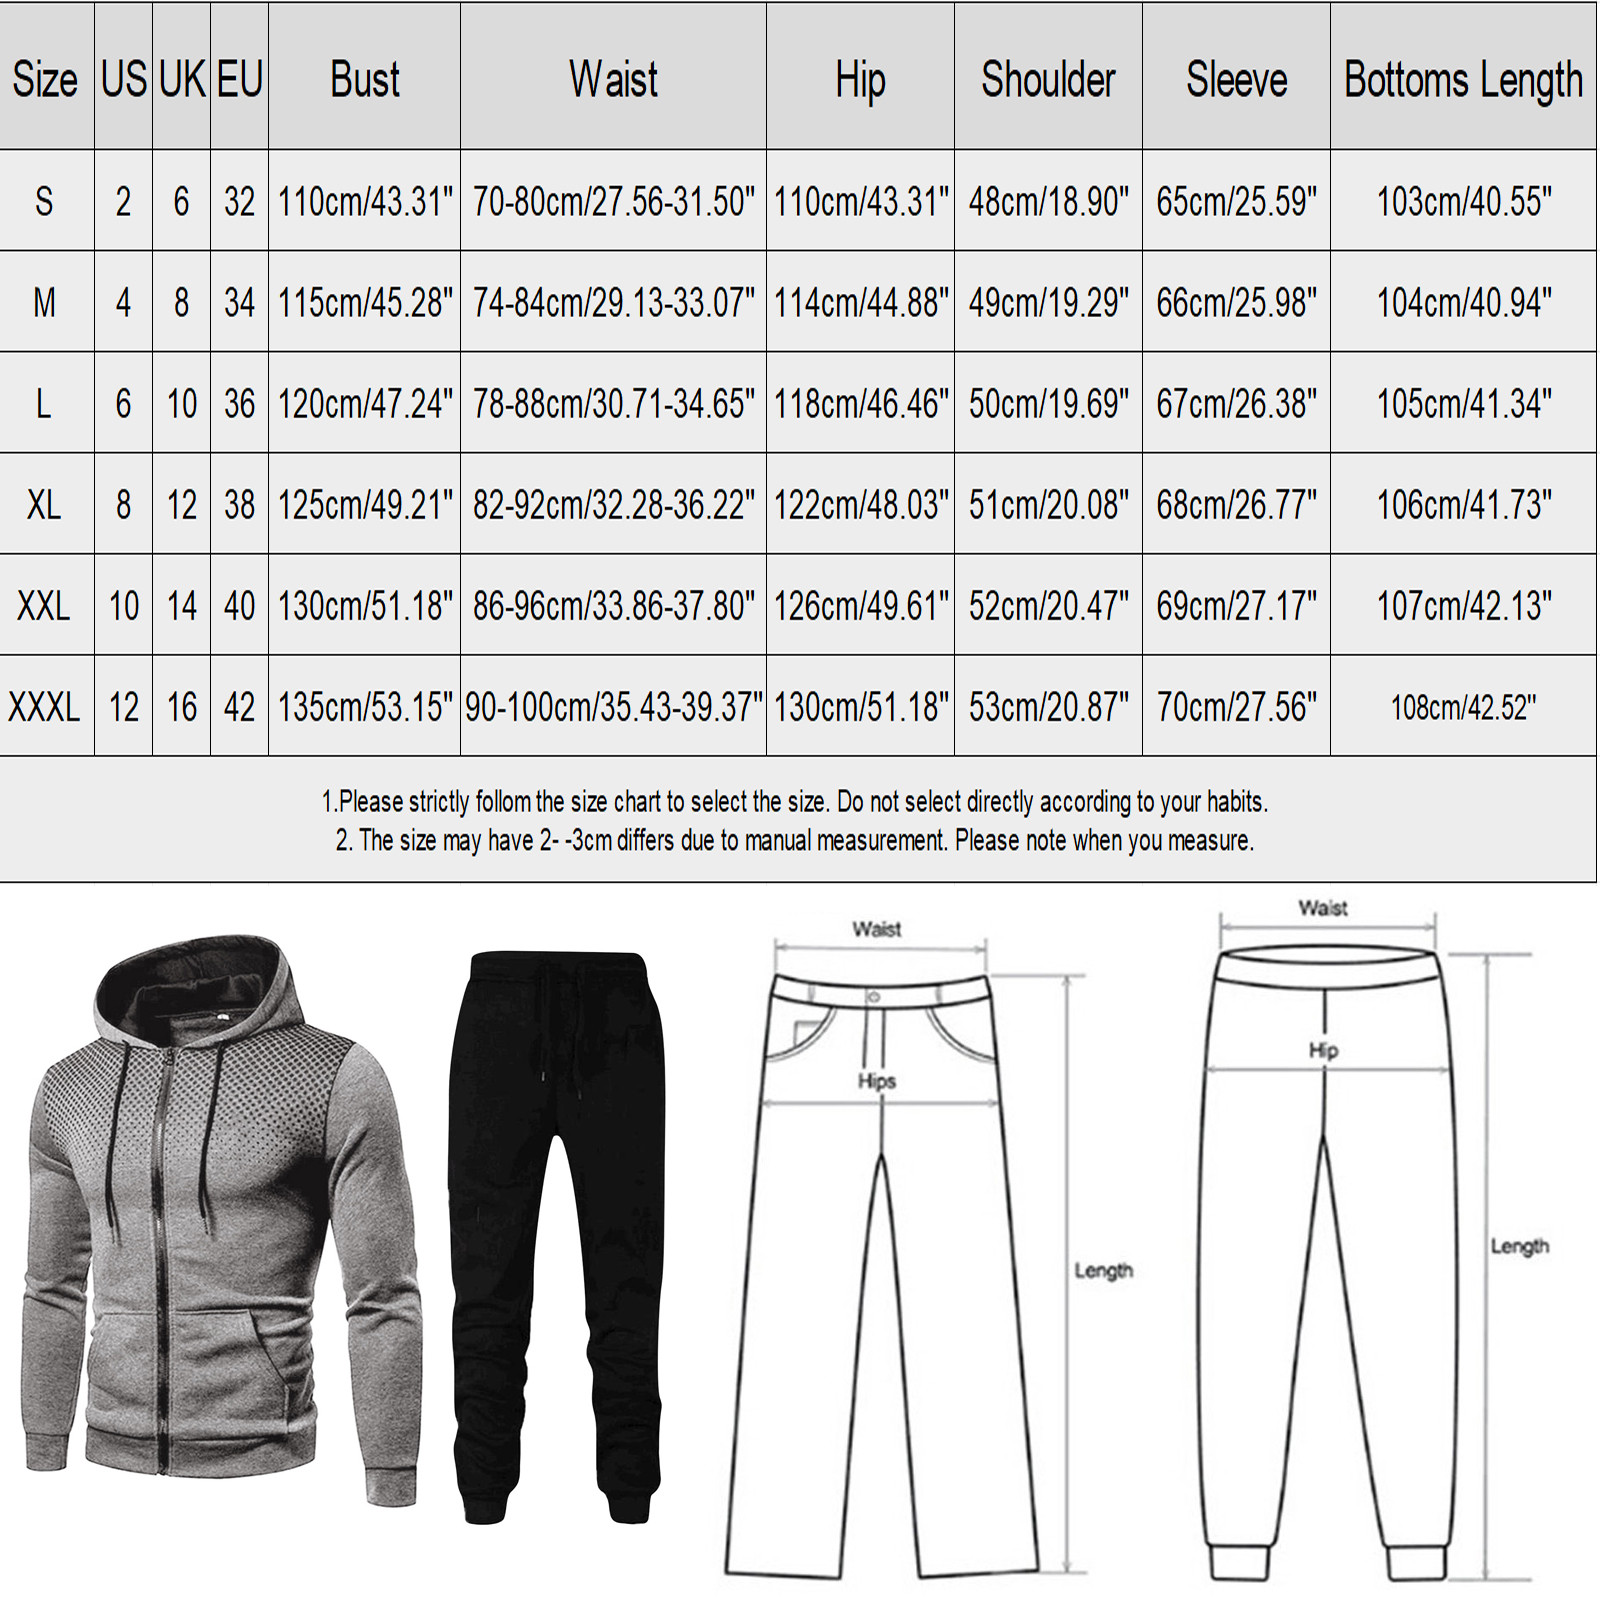 Size US UK EU Bust Waist Hip Shoulder Sleeve Bottoms Length
S 2 6 32 110cm/43.31" 70-80cm/27.56-31.50" 110cm/43.31" 48cm/18.90" 65cm/25.59" 103cm/40.55"
M 4 8 34 115cm/45.28" 74-84cm/29.13-33.07" 114cm/44.88" 49cm/19.29" 66cm/25.98" 104cm/40.94"
L 6 10 36 120cm/47.24" 78-88cm/30.71-34.65" 118cm/46.46" 50cm/19.69" 67cm/26.38" 105cm/41.34"
XL 8 12 38 125cm/49.21" 82-92cm/32.28-36.22" 122cm/48.03" 51cm/20.08" 68cm/26.77" 106cm/41.73"
XXL 10 14 40 130cm/51.18" 86-96cm/33.86-37.80" 126cm/49.61" 52cm/20.47" 69cm/27.17" 107cm/42.13"
XXXL 12 16 42 135cm/53.15" 90-100cm/35.43-39.37" 130cm/51.18" 53cm/20.87" 70cm/27.56" 108cm/42.52"
1.Please strictly follom the size chart to select the size. Do not select directly according to your habits.
2. The size may have 2- -3cm differs due to manual measurement. Please note when you measure.
Waist
Hips
Length
Waist
Hip
Length